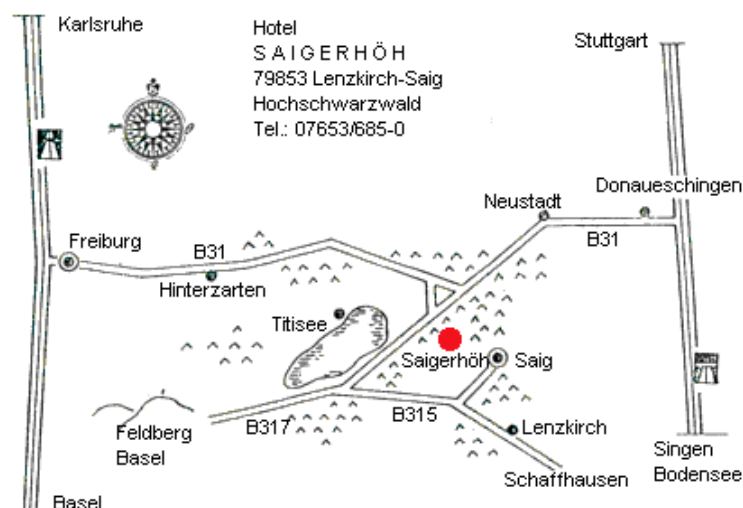 Karlsruhe
Hotel
SAIGERHÖH
79853 Lenzkirch-Saig
Hochschwarzwald
Tel.: 07653/685-0
Stuttgart
Donaueschingen
Neustadt
B31
Freiburg
B31
Hinterzarten
Titisee
Saigerhöh
Saig
B315
B317
Lenzkirch
Feldberg
Basel
Schaffhausen
Singen
Bodensee
Basel